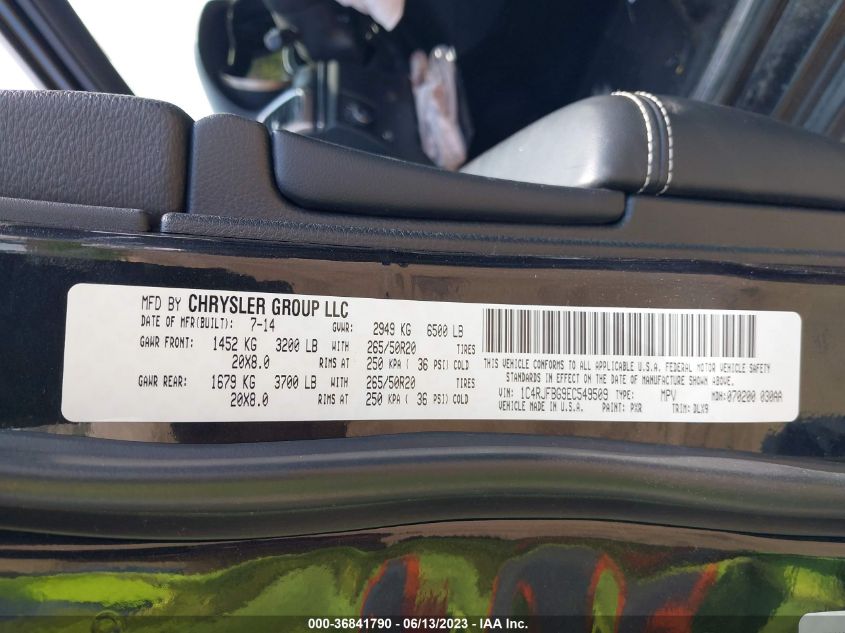 MFD BY CHRYSLER GROUP LLC
DATE OF MFR(BUILT): 7-14 GVWR: 2949 KG 6500 LB
GAWR FRONT: 1452 KG 3200 LB WITH 265/50R20 TIRES
20X8.0 RIMS AT 250 KPA ( 36 PSI) COLD
GAWR REAR: 1679 KG 3700 LB WITH 265/50R20 TIRES
20X8.0 RIMS AT 250 KPA ( 36 PSI) COLD
THIS VEHICLE CONFORMS TO ALL APPLICABLE U.S.A. FEDERAL MOTOR VEHICLE SAFETY
STANDARDS IN EFFECT ON THE DATE OF MANUFACTURE SHOWN ABOVE.
VIN: 1C4RJFBG9EC549509 TYPE: MPV MDH: 070200 030AA
VEHICLE MADE IN U.S.A. PAINT: PXR TRIM: DLX9
000-36841790 - 06/13/2023 - IAA Inc.